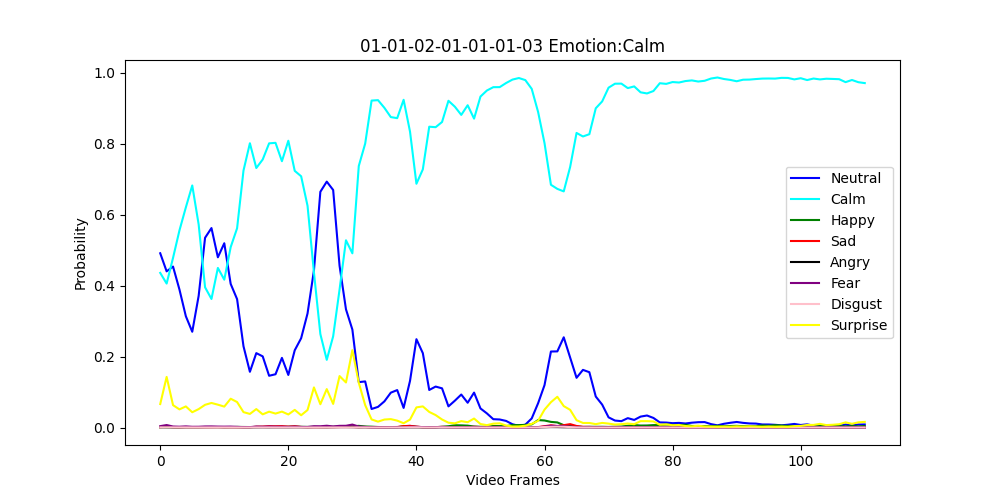 01-01-02-01-01-01-03 Emotion:Calm
1.0
0.8
0.6
0.4
0.2
0.0
Probability
0 20 40 60 80 100
Video Frames
Neutral
Calm
Happy
Sad
Angry
Fear
Disgust
Surprise